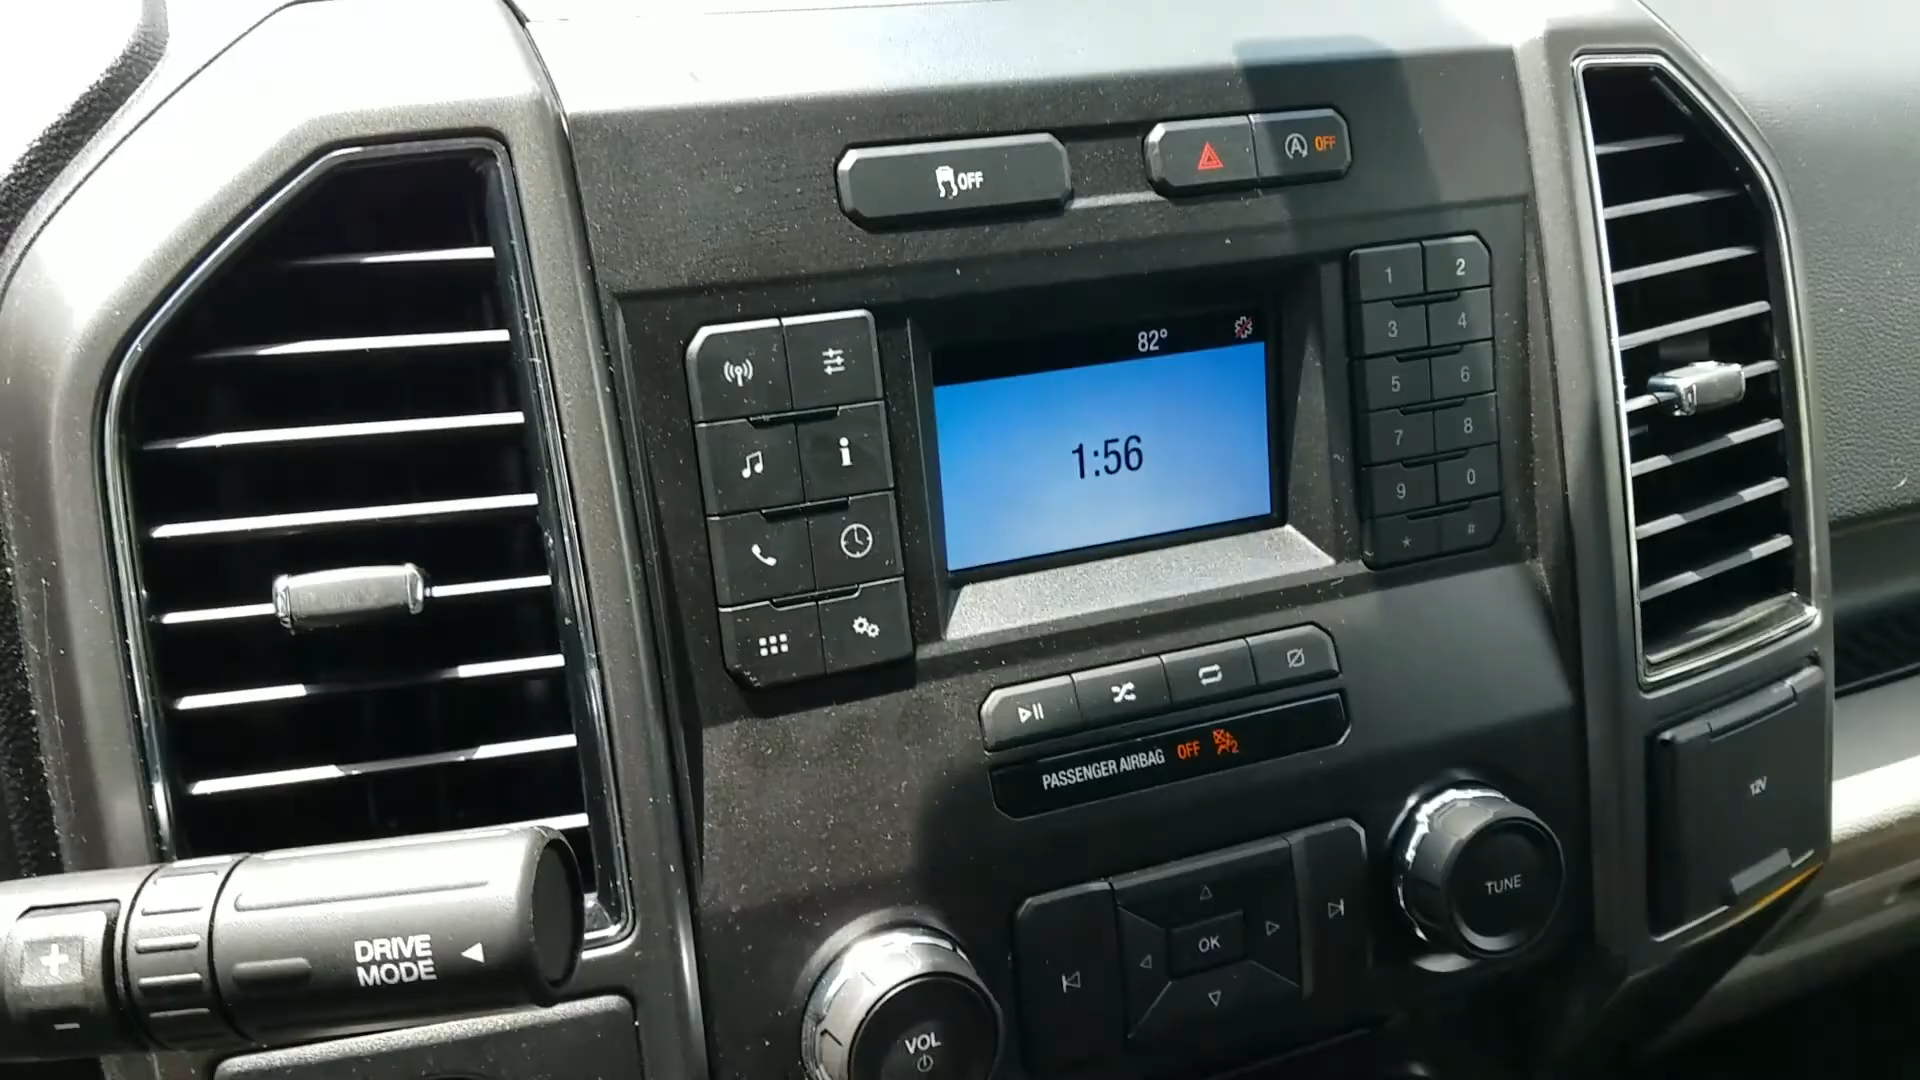 OFF
OFF
82°
1:56
1 2
3 4
5 6
7 8
9 0
* #
PASSENGER AIRBAG OFF 2
12V
TUNE
OK
DRIVE
MODE
+
−
VOL